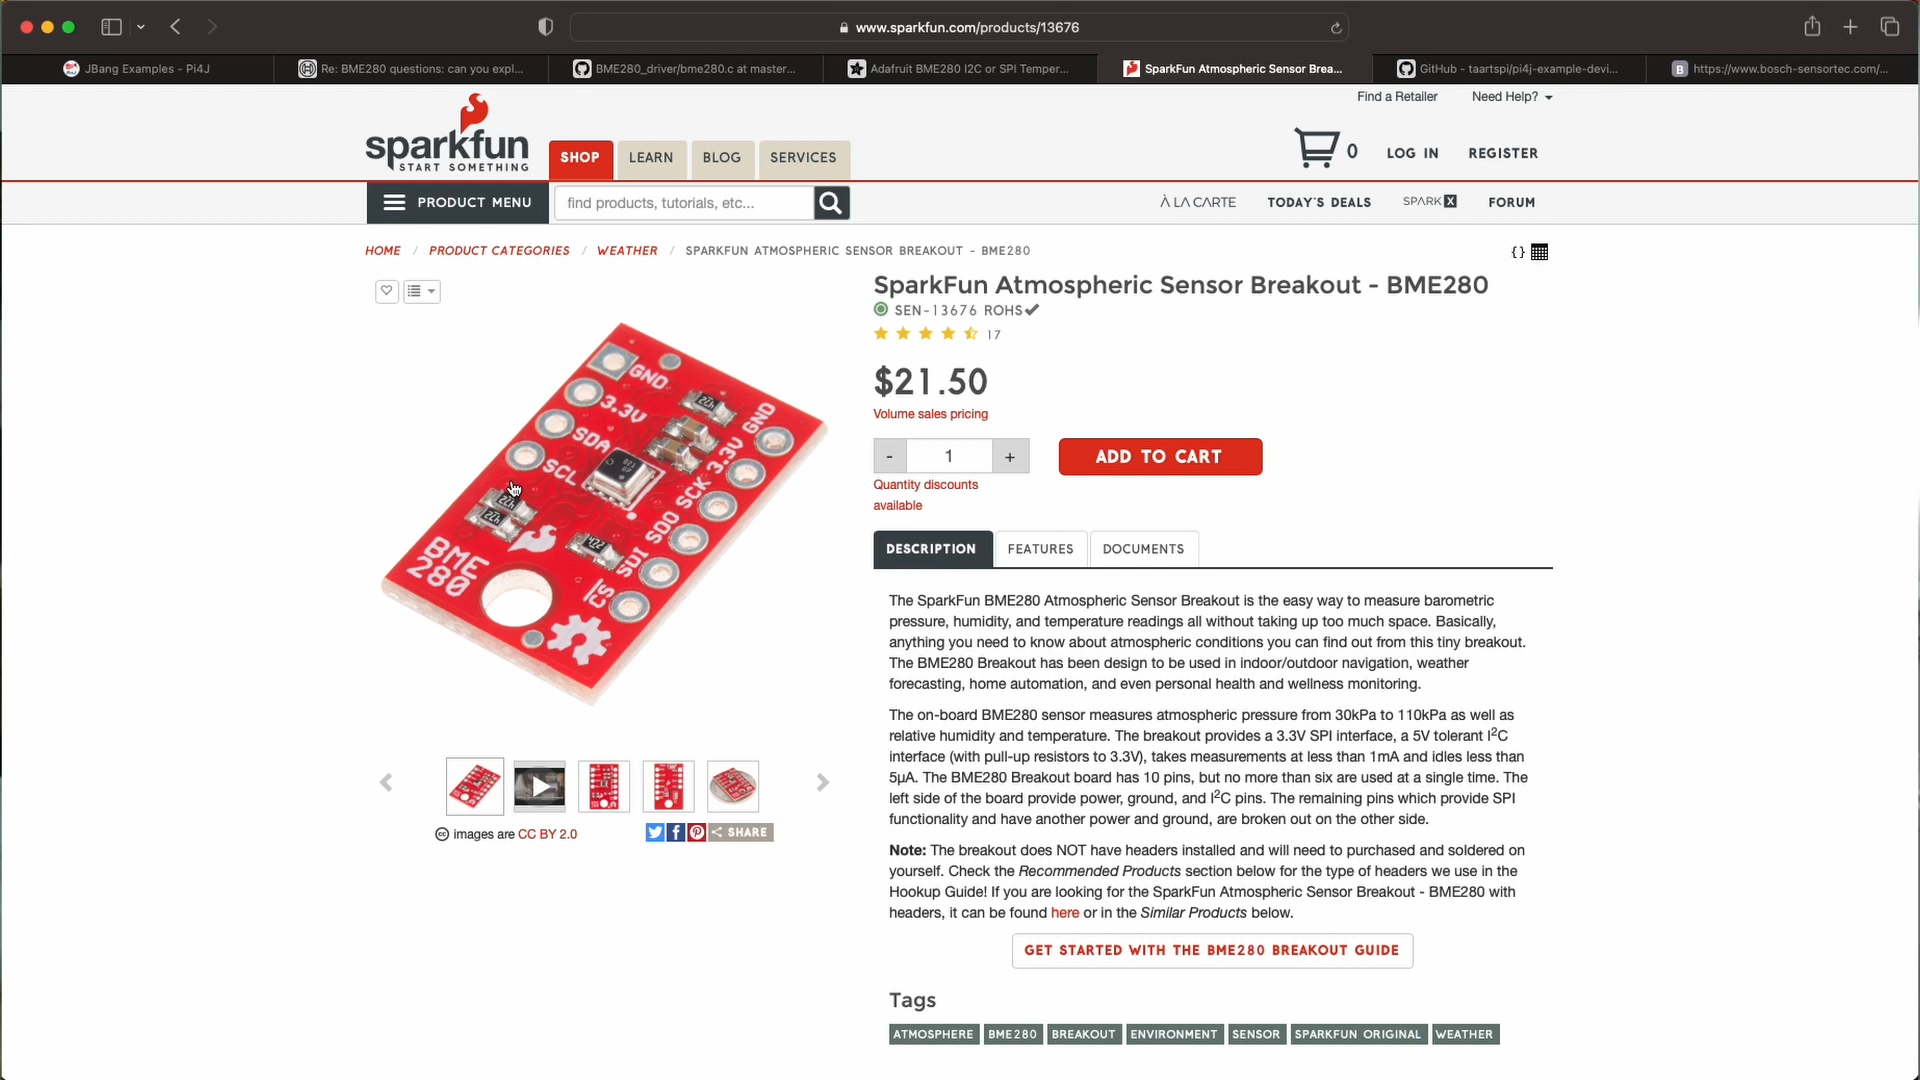 www.sparkfun.com/products/13676
JBang Examples - Pi4J
Re: BME280 questions: can you expl...
BME280_driver/bme280.c at master...
Adafruit BME280 I2C or SPI Temper...
SparkFun Atmospheric Sensor Brea...
GitHub - taartspi/pi4j-example-devi...
https://www.bosch-sensortec.com/...
Find a Retailer
Need Help?
sparkfun
START SOMETHING
SHOP
LEARN
BLOG
SERVICES
0
LOG IN
REGISTER
PRODUCT MENU
find products, tutorials, etc...
À LA CARTE
TODAY'S DEALS
SPARK X
FORUM
HOME / PRODUCT CATEGORIES / WEATHER / SPARKFUN ATMOSPHERIC SENSOR BREAKOUT - BME280
{ }
SparkFun Atmospheric Sensor Breakout - BME280
SEN-13676 ROHS
17
$21.50
Volume sales pricing
- 1 +
ADD TO CART
Quantity discounts
available
GND
3.3V
SDA
SCL
GND
3.3V
SCK
SDO
SDI
CS
BME
280
DESCRIPTION
FEATURES
DOCUMENTS
The SparkFun BME280 Atmospheric Sensor Breakout is the easy way to measure barometric
pressure, humidity, and temperature readings all without taking up too much space. Basically,
anything you need to know about atmospheric conditions you can find out from this tiny breakout.
The BME280 Breakout has been design to be used in indoor/outdoor navigation, weather
forecasting, home automation, and even personal health and wellness monitoring.
The on-board BME280 sensor measures atmospheric pressure from 30kPa to 110kPa as well as
relative humidity and temperature. The breakout provides a 3.3V SPI interface, a 5V tolerant I²C
interface (with pull-up resistors to 3.3V), takes measurements at less than 1mA and idles less than
5µA. The BME280 Breakout board has 10 pins, but no more than six are used at a single time. The
left side of the board provide power, ground, and I²C pins. The remaining pins which provide SPI
functionality and have another power and ground, are broken out on the other side.
Note: The breakout does NOT have headers installed and will need to purchased and soldered on
yourself. Check the Recommended Products section below for the type of headers we use in the
Hookup Guide! If you are looking for the SparkFun Atmospheric Sensor Breakout - BME280 with
headers, it can be found here or in the Similar Products below.
images are CC BY 2.0
SHARE
GET STARTED WITH THE BME280 BREAKOUT GUIDE
Tags
ATMOSPHERE
BME280
BREAKOUT
ENVIRONMENT
SENSOR
SPARKFUN ORIGINAL
WEATHER